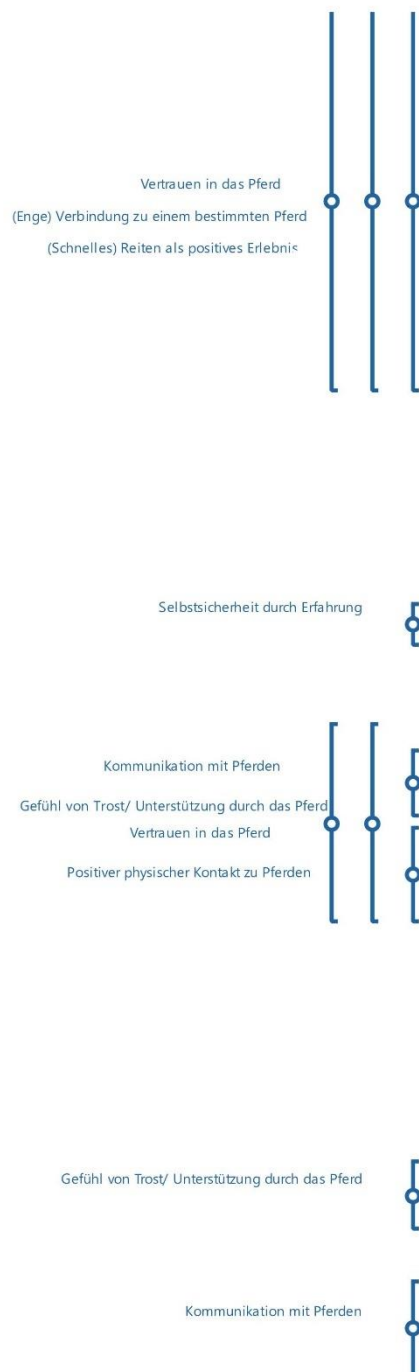 Vertrauen in das Pferd
(Enge) Verbindung zu einem bestimmten Pferd
(Schnelles) Reiten als positives Erlebnis
Selbstsicherheit durch Erfahrung
Kommunikation mit Pferden
Gefühl von Trost/ Unterstützung durch das Pferd
Vertrauen in das Pferd
Positiver physischer Kontakt zu Pferden
Gefühl von Trost/ Unterstützung durch das Pferd
Kommunikation mit Pferden